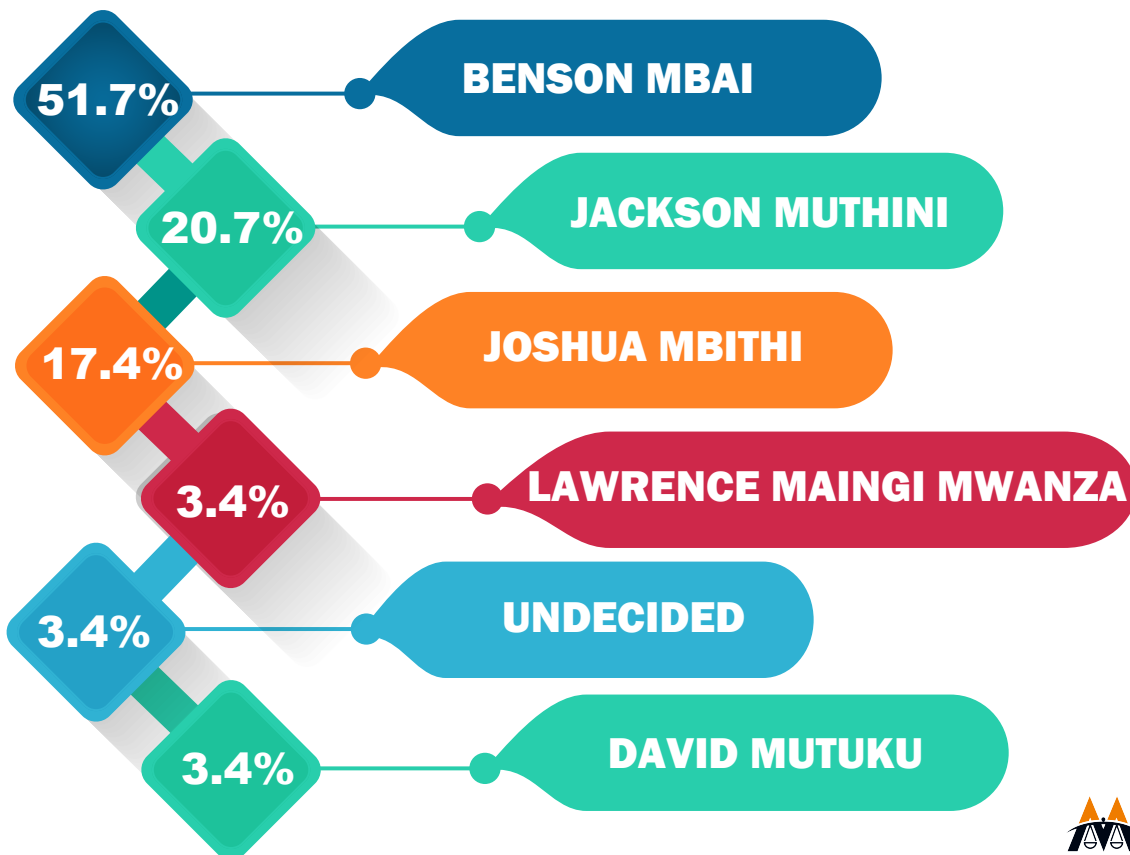 51.7% BENSON MBAI
20.7% JACKSON MUTHINI
17.4% JOSHUA MBITHI
3.4% LAWRENCE MAINGI MWANZA
3.4% UNDECIDED
3.4% DAVID MUTUKU